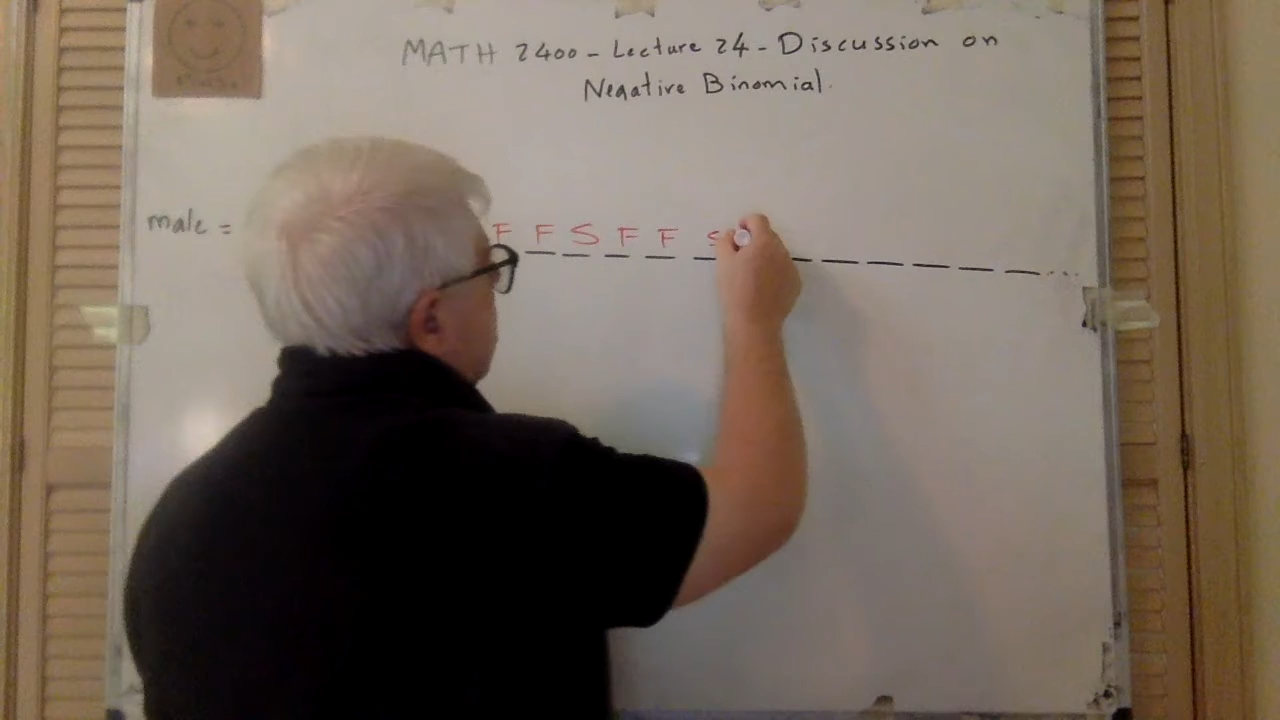 MATH 2400 - Lecture 24 - Discussion on
Negative Binomial.
male =
F F S F F S